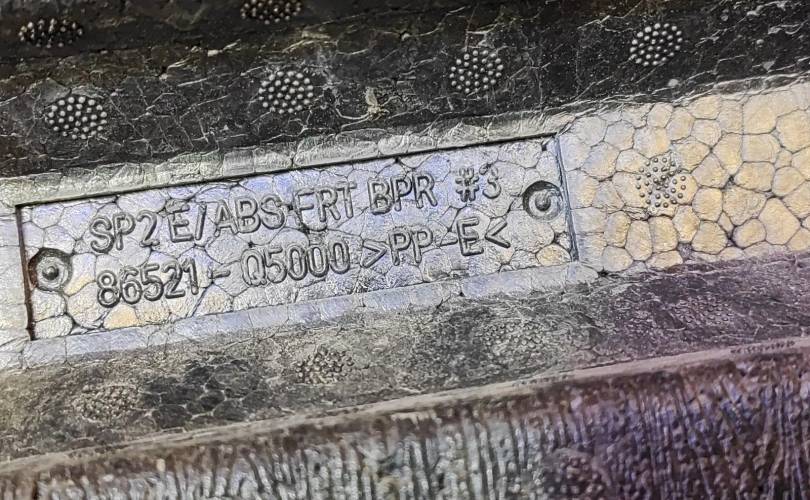 SP2 E/ABS-FRT BPR #3
86521-Q5000 >PP-E<